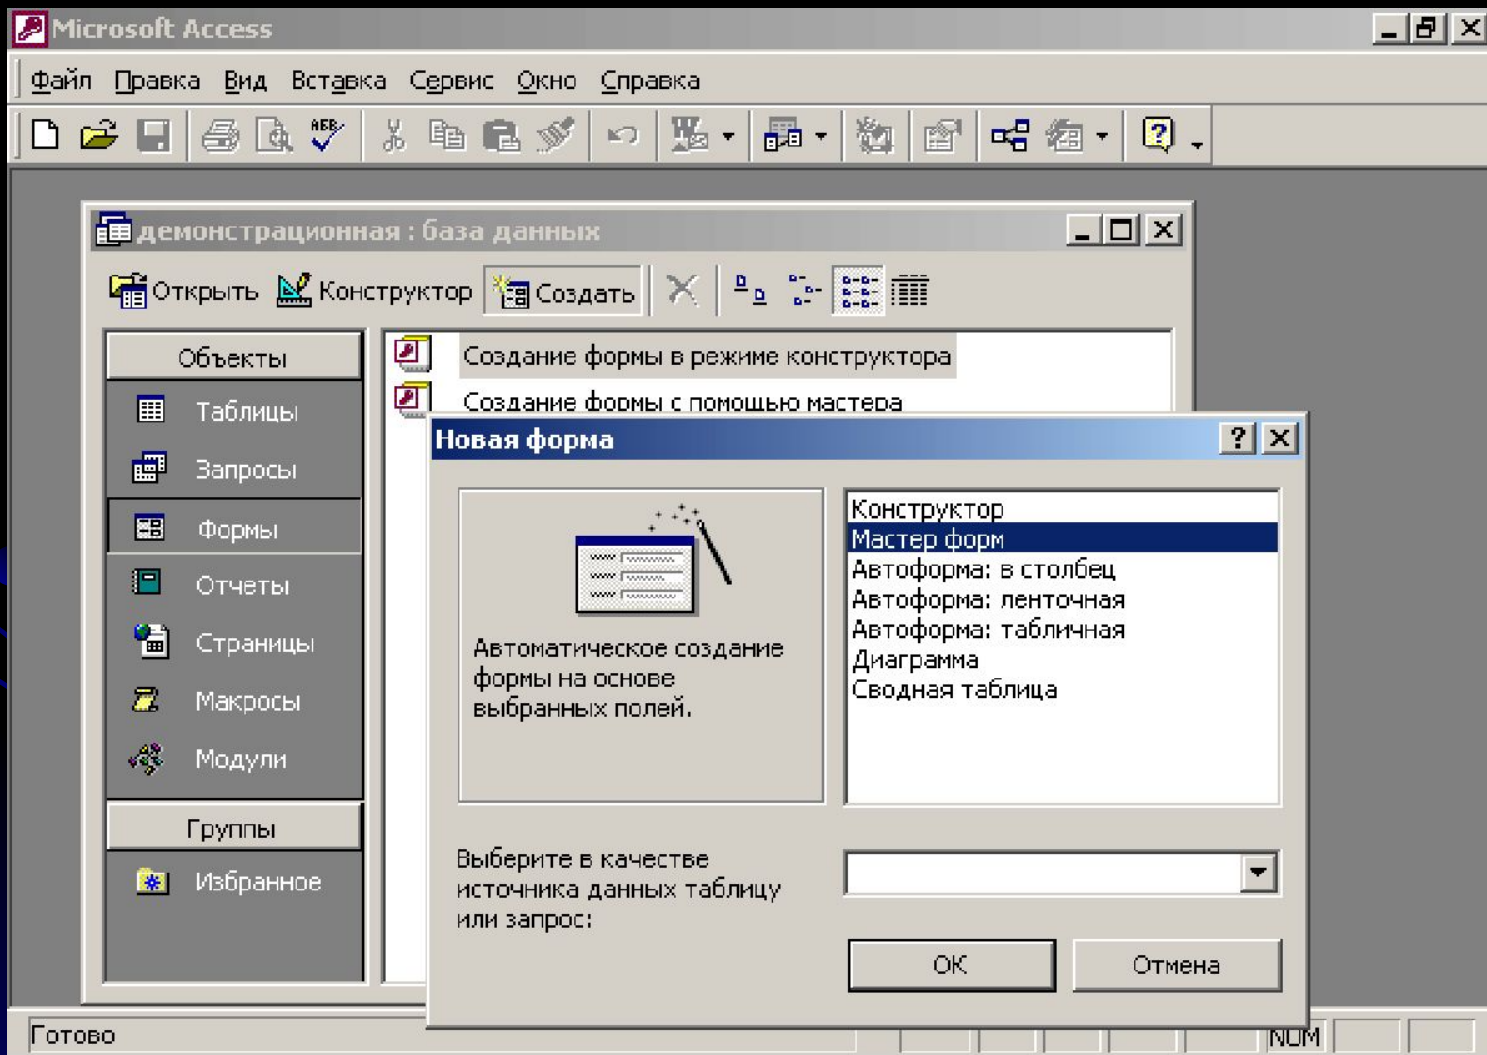 Microsoft Access
Файл Правка Вид Вставка Сервис Окно Справка
демонстрационная : база данных
Открыть Конструктор Создать
Объекты
Таблицы
Запросы
Формы
Отчеты
Страницы
Макросы
Модули
Группы
Избранное
Создание формы в режиме конструктора
Создание формы с помощью мастера
Новая форма
Автоматическое создание
формы на основе
выбранных полей.
Конструктор
Мастер форм
Автоформа: в столбец
Автоформа: ленточная
Автоформа: табличная
Диаграмма
Сводная таблица
Выберите в качестве
источника данных таблицу
или запрос:
ОК Отмена
Готово NUM